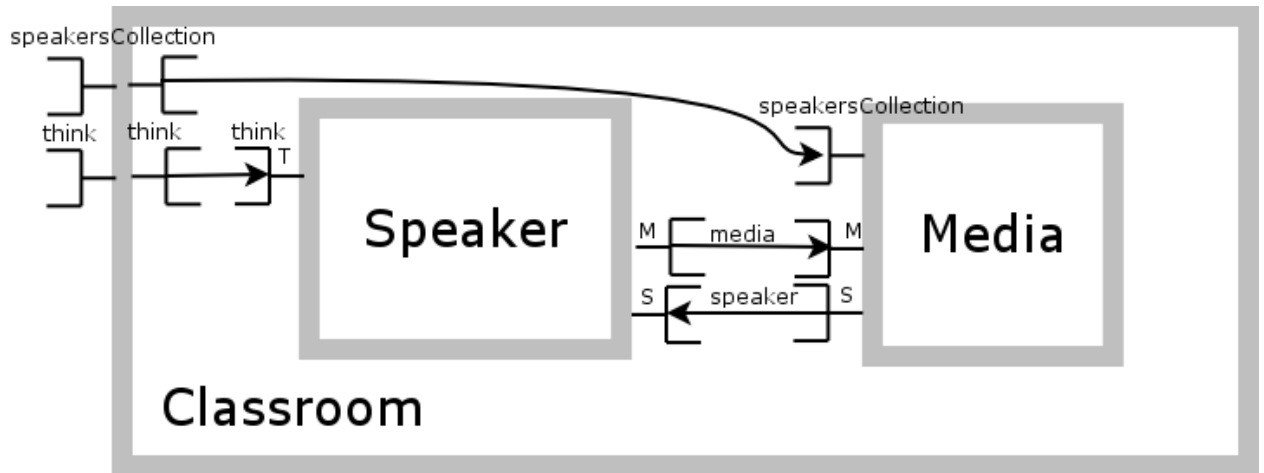 speakersCollection
speakersCollection
think
think
think
T
Speaker
Media
M
media
M
S
speaker
S
Classroom